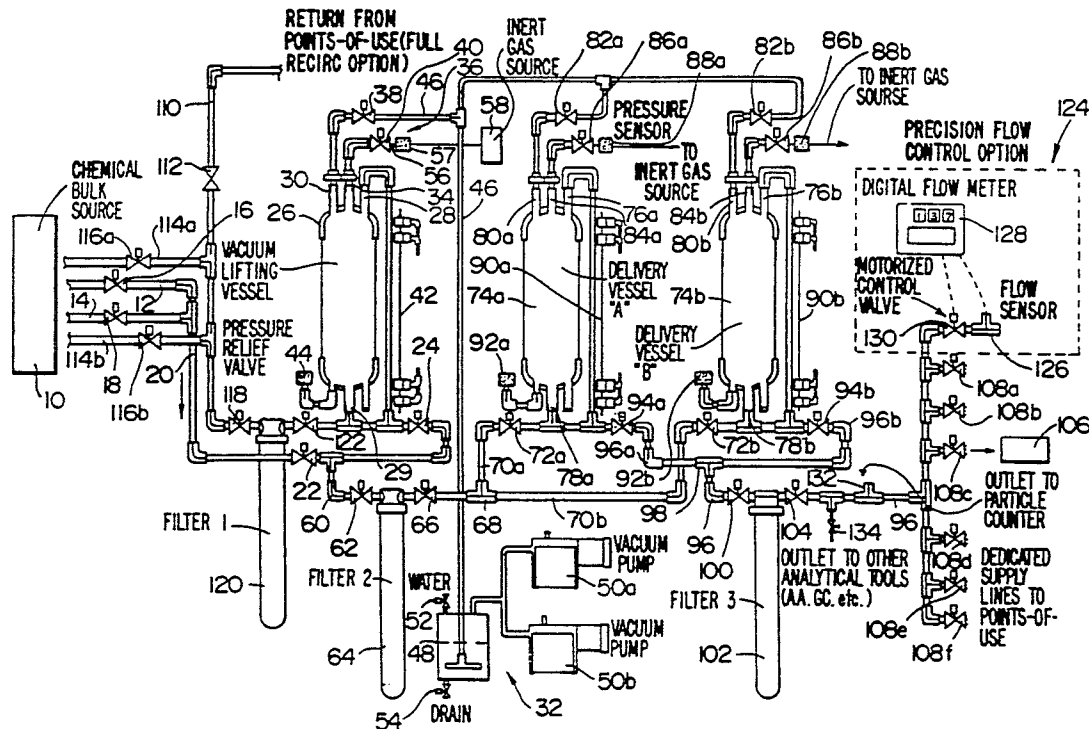 RETURN FROM
POINTS-OF-USE(FULL
RECIRC OPTION)
40
INERT
GAS
SOURCE
36
46
38
46
58
57
56
82a
86a
88a
PRESSURE
SENSOR
TO
INERT GAS
SOURCE
82b
86b
88b
TO INERT GAS
SOURSE
124
PRECISION FLOW
CONTROL OPTION
DIGITAL FLOW METER
137
128
MOTORIZED
CONTROL
VALVE
FLOW
SENSOR
130
126
110
112
CHEMICAL
BULK
SOURCE
16
116a
114a
12
14
114b
18
20
10
116b
30
34
28
26
VACUUM
LIFTING
VESSEL
PRESSURE
RELIEF
VALVE
42
44
24
118
22
22
29
46
80a
76a
84a
90a
74a
DELIVERY
VESSEL
"A"
92a
94a
96a
72a
70a
78a
84b
80b
76b
74b
90b
DELIVERY
VESSEL
"B"
92b
94b
96b
72b
78b
60
62
66
68
70b
98
96
100
104
132
134
96
FILTER 1
120
FILTER 2
64
WATER
52
48
54
DRAIN
32
VACUUM
PUMP
50a
VACUUM
PUMP
50b
OUTLET TO OTHER
ANALYTICAL TOOLS
(A.A. GC. etc.)
FILTER 3
102
108a
108b
106
108c
OUTLET TO
PARTICLE
COUNTER
108d
DEDICATED
SUPPLY
LINES TO
POINTS-OF-
USE
108e
108f